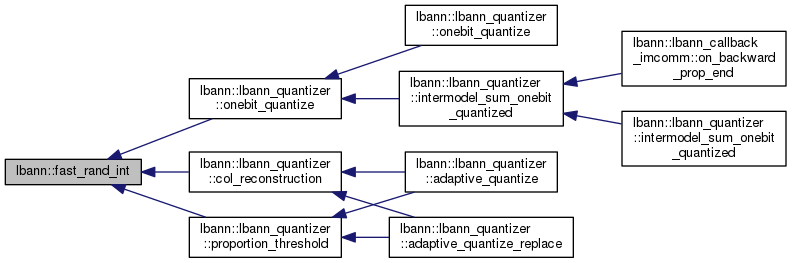 lbann::lbann_quantizer
::onebit_quantize
lbann::lbann_callback
_imcomm::on_backward
_prop_end
lbann::lbann_quantizer
::onebit_quantize
lbann::lbann_quantizer
::intermodel_sum_onebit
_quantized
lbann::lbann_quantizer
::intermodel_sum_onebit
_quantized
lbann::fast_rand_int
lbann::lbann_quantizer
::col_reconstruction
lbann::lbann_quantizer
::adaptive_quantize
lbann::lbann_quantizer
::proportion_threshold
lbann::lbann_quantizer
::adaptive_quantize_replace